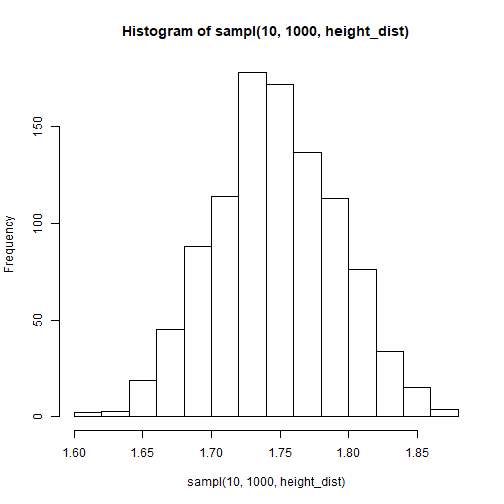 Histogram of sampl(10, 1000, height_dist)
Frequency
150
100
50
0
1.60 1.65 1.70 1.75 1.80 1.85
sampl(10, 1000, height_dist)